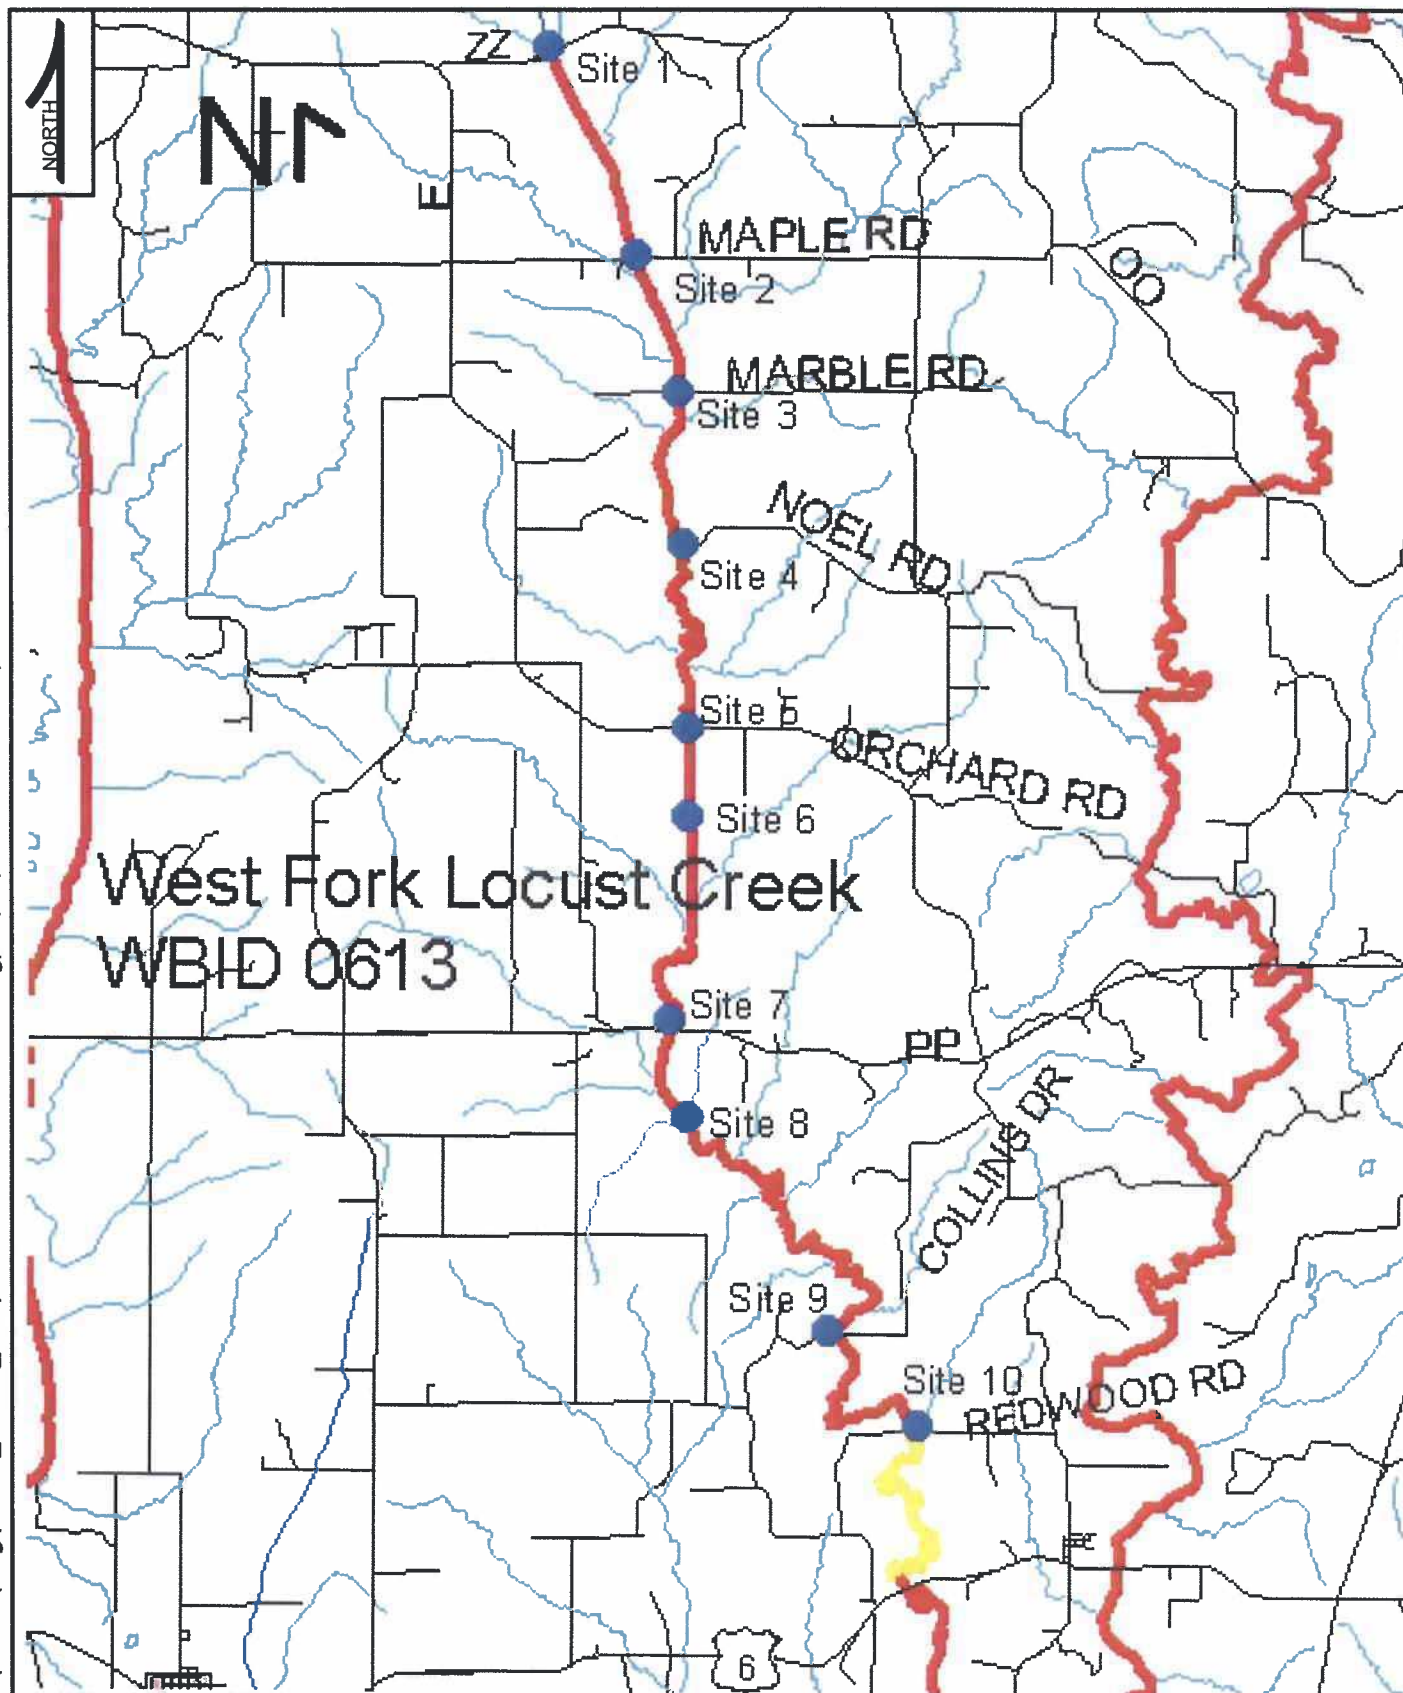 NORTH
ZZ
Site 1
E
MAPLE RD
Site 2
OO
MARBLE RD
Site 3
NOEL RD
Site 4
TT
Site 5
ORCHARD RD
Site 6
West Fork Locust Creek
WBID 0613
Site 7
PP
COLLINS DR
Site 8
Site 9
Site 10
REDWOOD RD
6